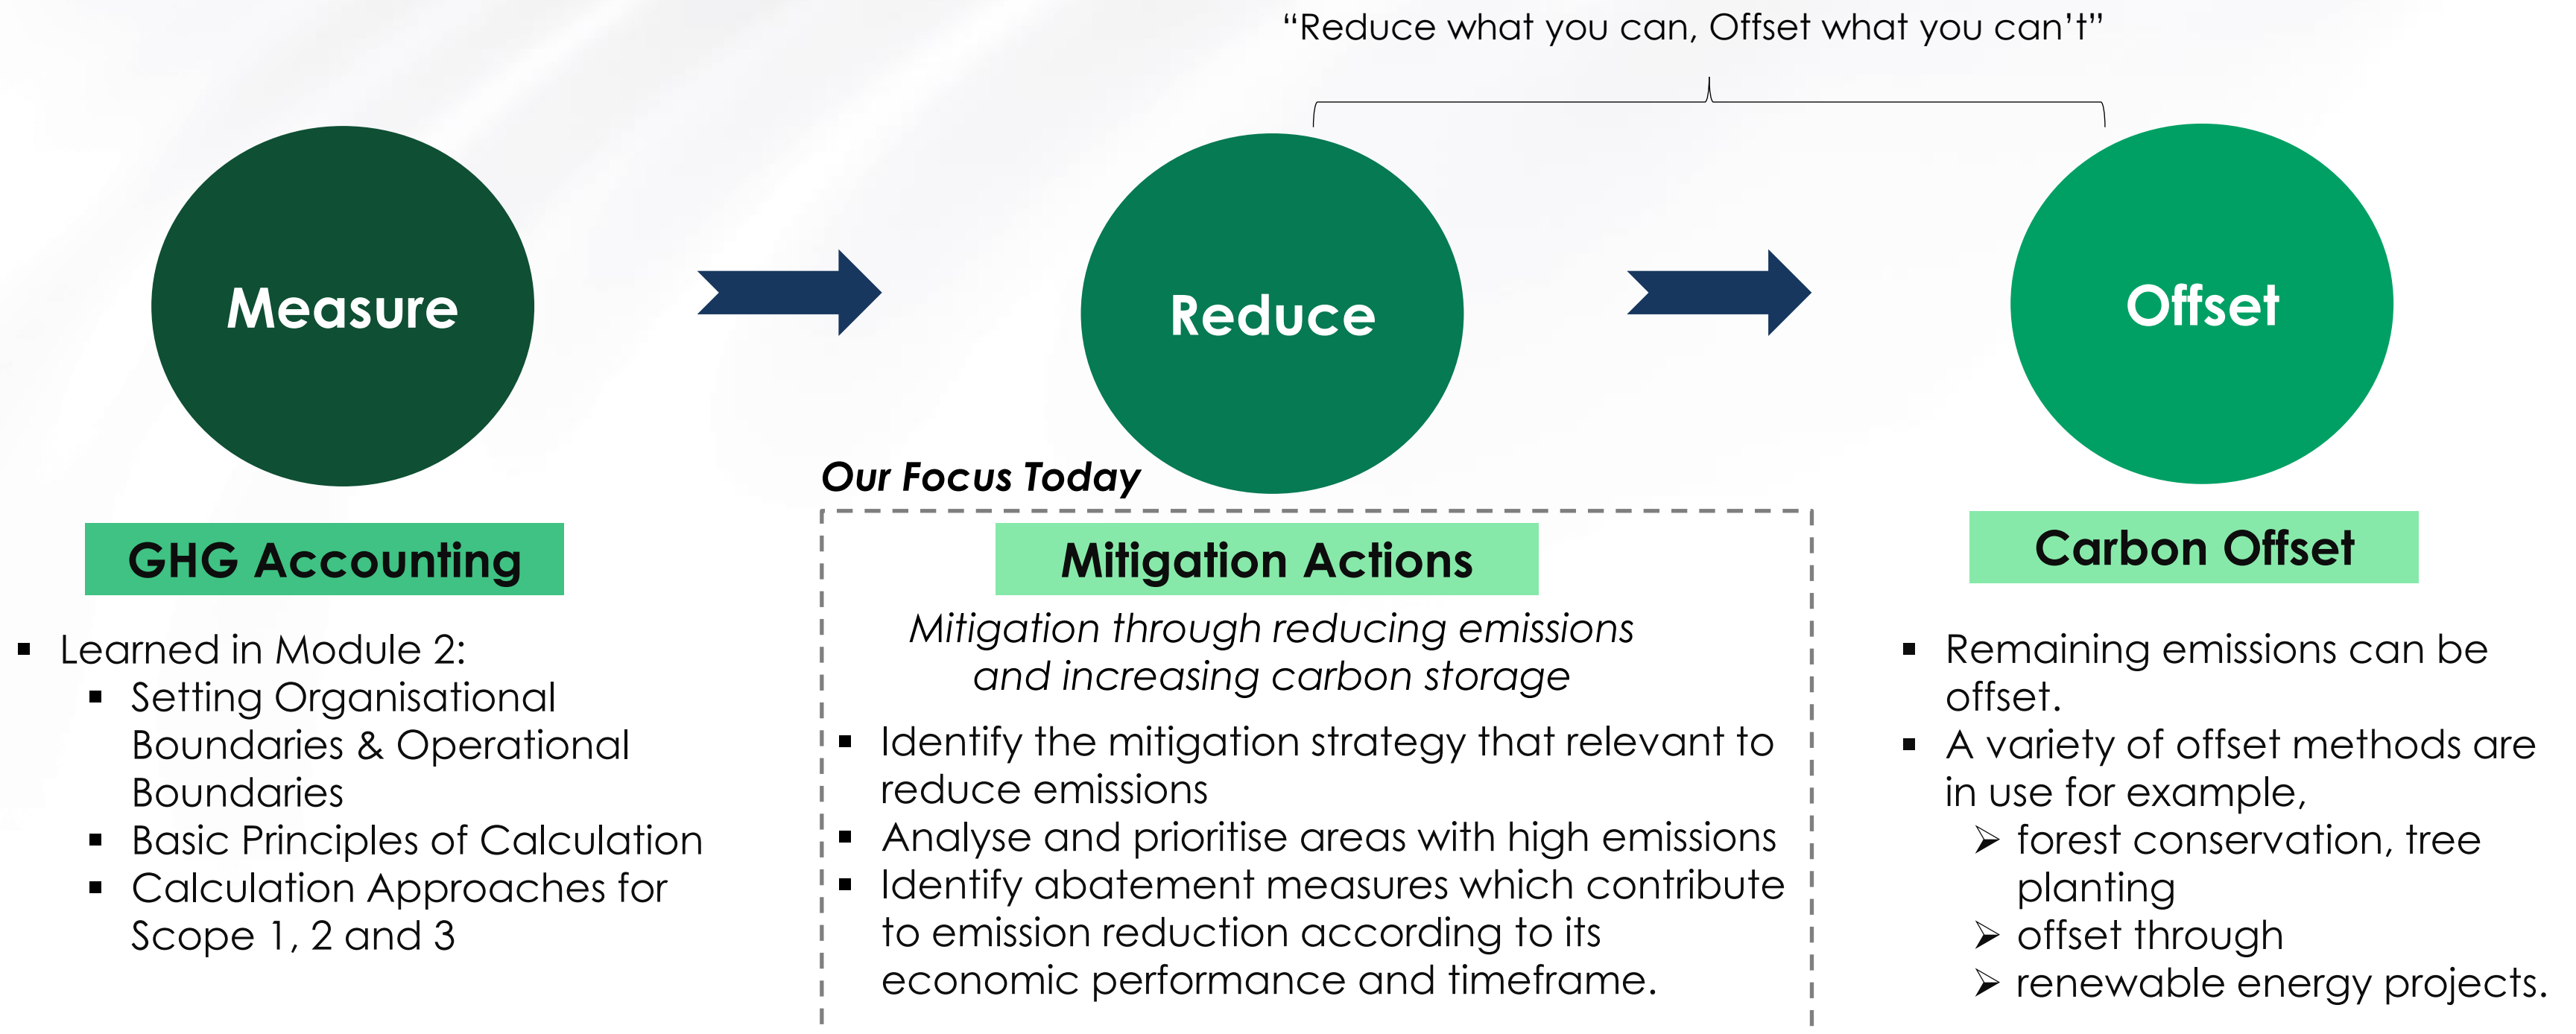 “Reduce what you can, Offset what you can’t”
Measure
Reduce
Offset
Our Focus Today
GHG Accounting
▪ Learned in Module 2:
▪ Setting Organisational
Boundaries & Operational
Boundaries
▪ Basic Principles of Calculation
▪ Calculation Approaches for
Scope 1, 2 and 3
Mitigation Actions
Mitigation through reducing emissions
and increasing carbon storage
▪ Identify the mitigation strategy that relevant to
reduce emissions
▪ Analyse and prioritise areas with high emissions
▪ Identify abatement measures which contribute
to emission reduction according to its
economic performance and timeframe.
Carbon Offset
▪ Remaining emissions can be
offset.
▪ A variety of offset methods are
in use for example,
➢ forest conservation, tree
planting
➢ offset through
➢ renewable energy projects.